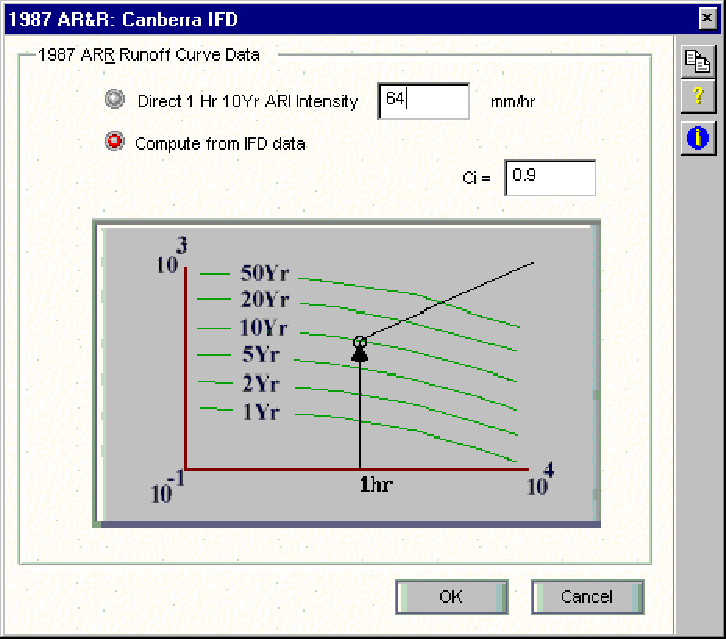 1987 AR&R: Canberra IFD
1987 ARR Runoff Curve Data
Direct 1 Hr 10Yr ARI Intensity 64 mm/hr
Compute from IFD data
Ci = 0.9
10 3
50Yr
20Yr
10Yr
5Yr
2Yr
1Yr
10 -1 1hr 10 4
?
i
OK Cancel